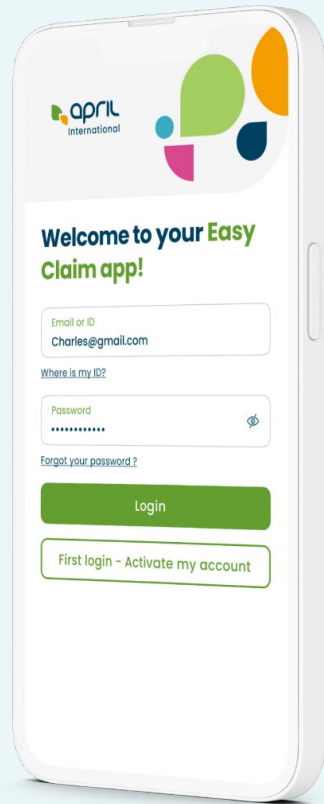 april
International
Welcome to your Easy
Claim app!
Email or ID
Charles@gmail.com
Where is my ID?
Password
••••••••••••
Forgot your password ?
Login
First login - Activate my account